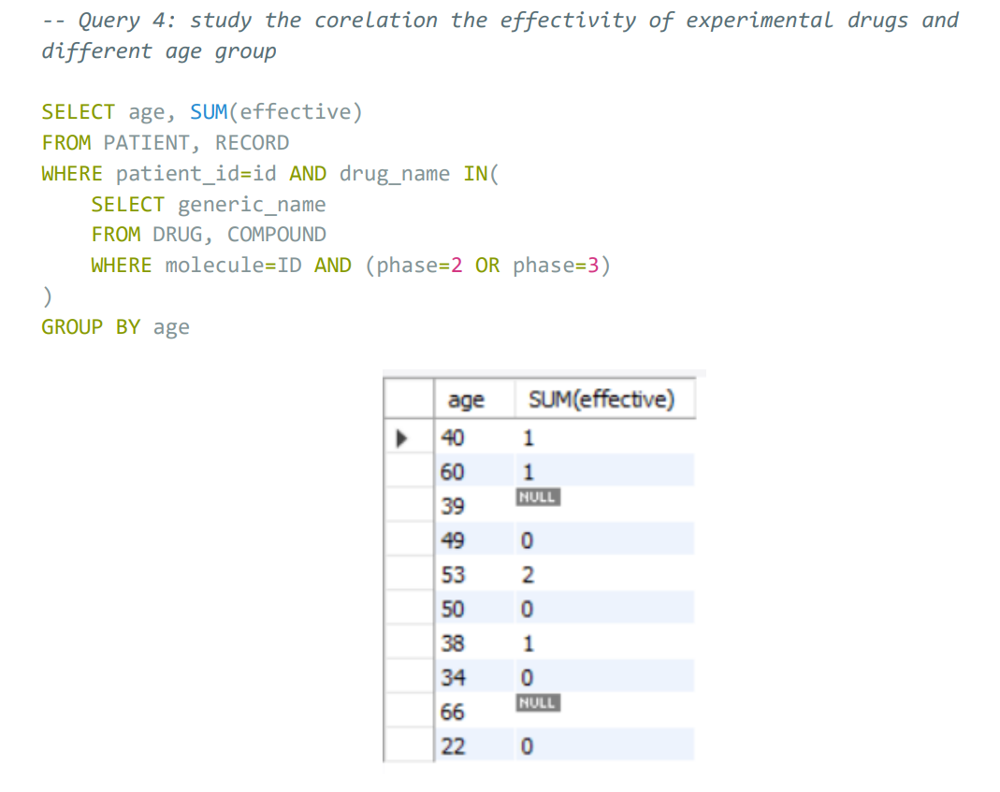 -- Query 4: study the corelation the effectivity of experimental drugs and
different age group
SELECT age, SUM(effective)
FROM PATIENT, RECORD
WHERE patient_id=id AND drug_name IN(
    SELECT generic_name
    FROM DRUG, COMPOUND
    WHERE molecule=ID AND (phase=2 OR phase=3)
)
GROUP BY age
age SUM(effective)
40 1
60 1
39 NULL
49 0
53 2
50 0
38 1
34 0
66 NULL
22 0